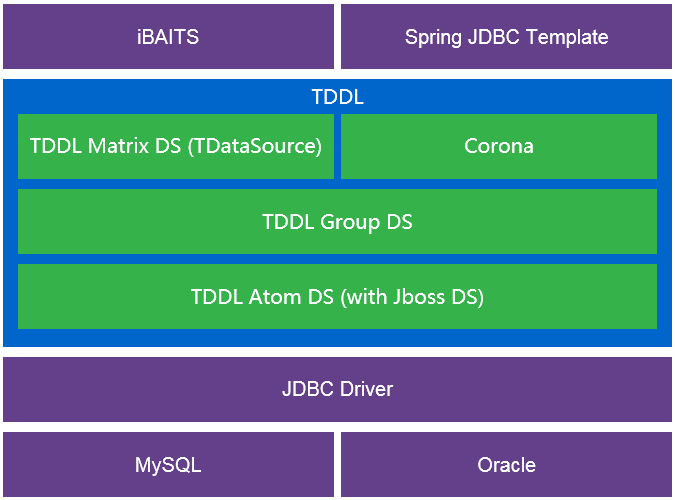 iBAITS
Spring JDBC Template
TDDL
TDDL Matrix DS (TDataSource)
Corona
TDDL Group DS
TDDL Atom DS (with Jboss DS)
JDBC Driver
MySQL
Oracle